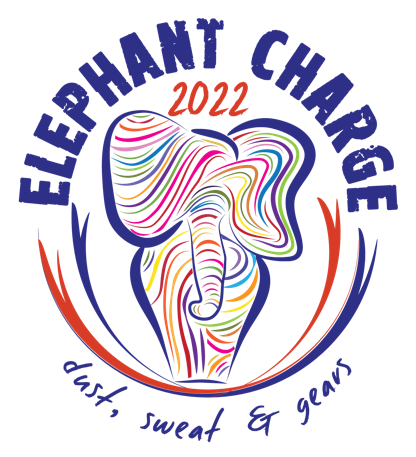 ELEPHANT CHARGE
2022
dust, sweat & gears